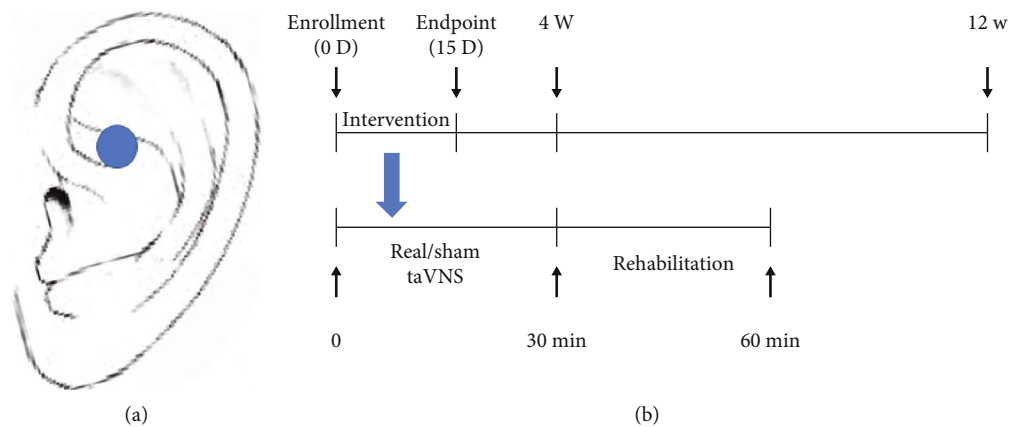 Enrollment
(0 D)
Endpoint
(15 D)
4 W
12 w
Intervention
Real/sham
taVNS
Rehabilitation
0
30 min
60 min
(a)
(b)